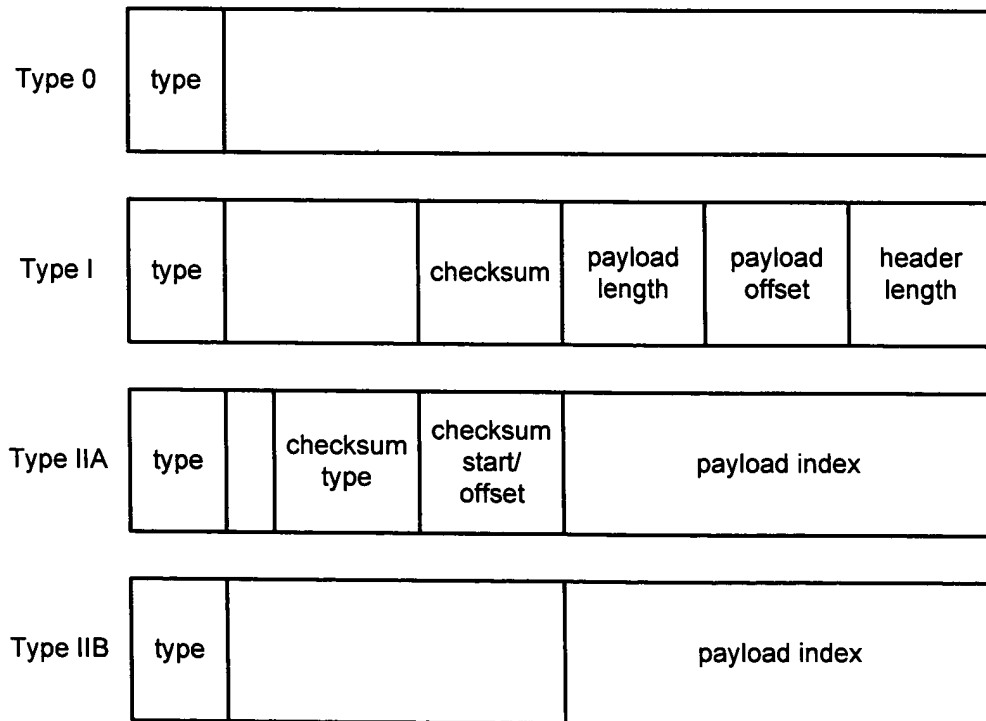 Type 0
type
Type I
type
checksum
payload
length
payload
offset
header
length
Type IIA
type
checksum
type
checksum
start/
offset
payload index
Type IIB
type
payload index